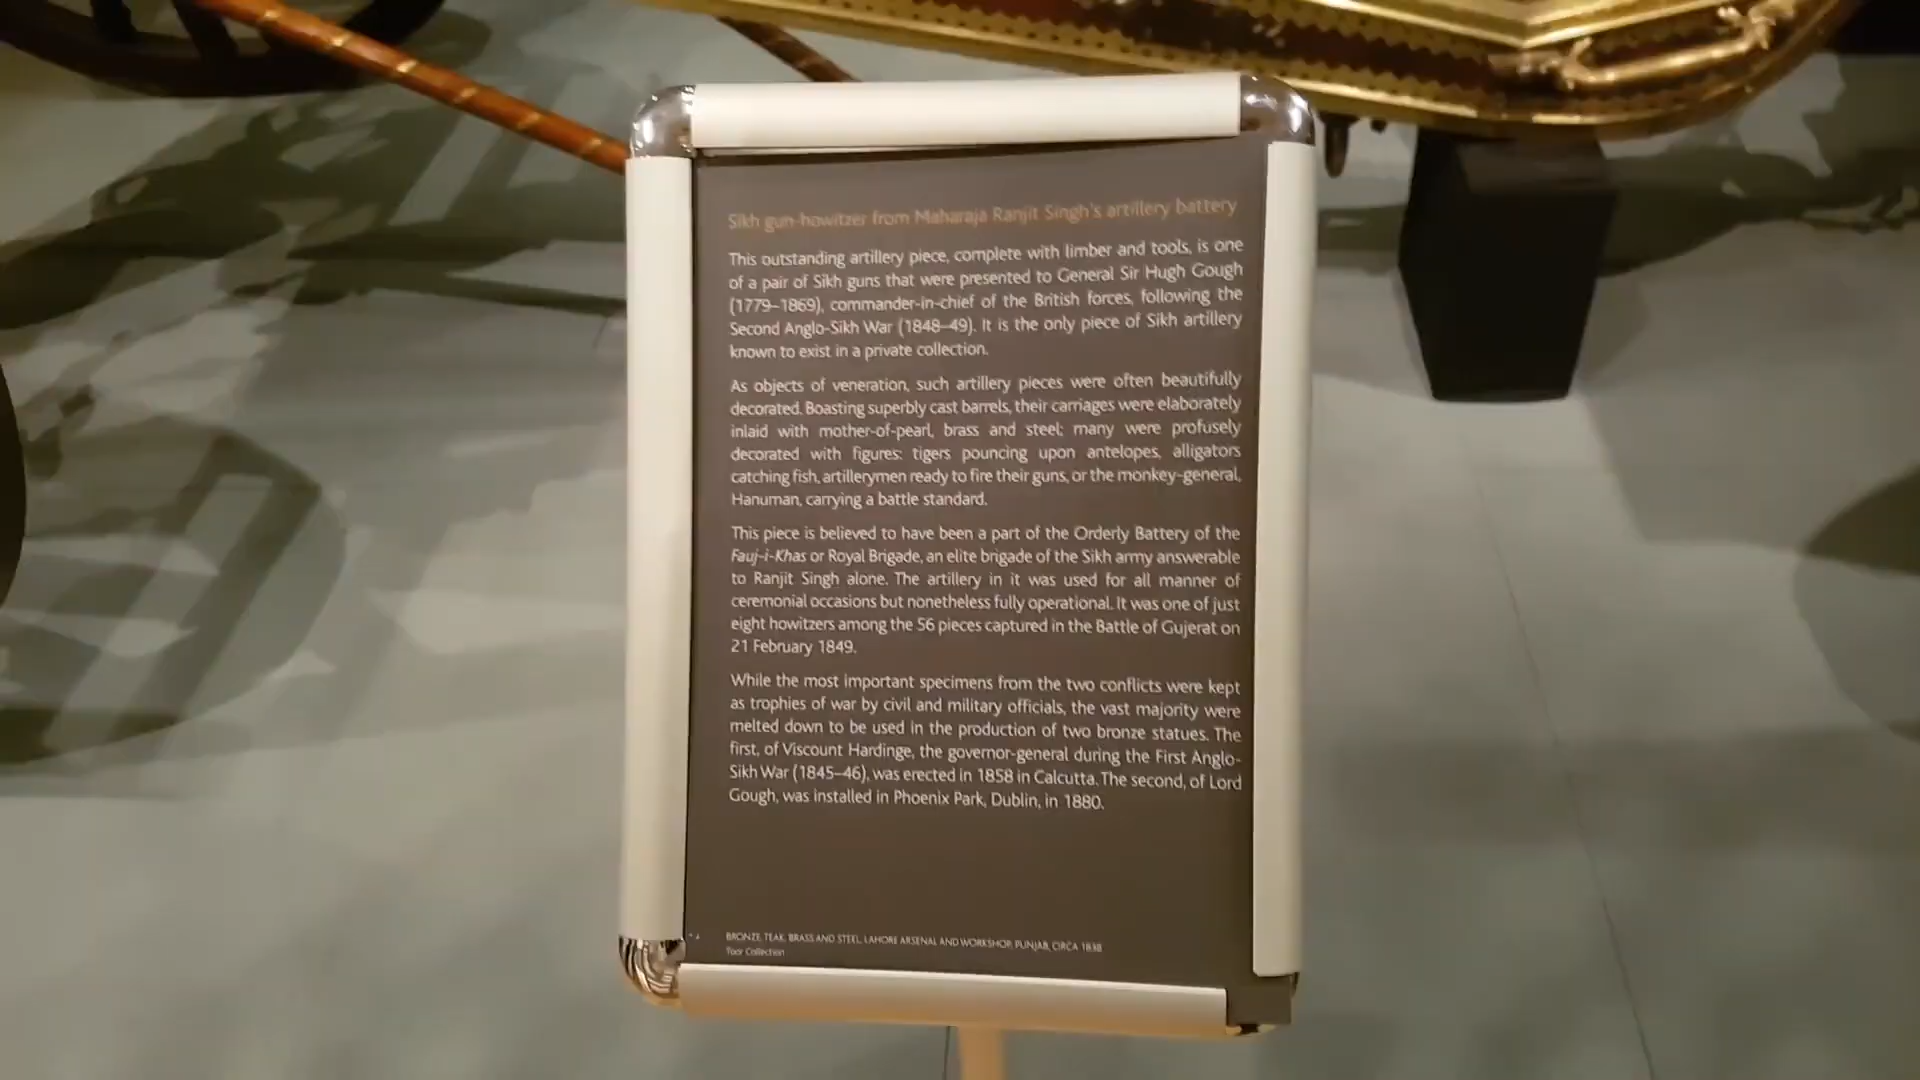 Sikh gun-howitzer from Maharaja Ranjit Singh's artillery battery
This outstanding artillery piece, complete with limber and tools, is one
of a pair of Sikh guns that were presented to General Sir Hugh Gough
(1779–1869), commander-in-chief of the British forces, following the
Second Anglo-Sikh War (1848–49). It is the only piece of Sikh artillery
known to exist in a private collection.
As objects of veneration, such artillery pieces were often beautifully
decorated. Boasting superbly cast barrels, their carriages were elaborately
inlaid with mother-of-pearl, brass and steel; many were profusely
decorated with figures: tigers pouncing upon antelopes, alligators
catching fish, artillerymen ready to fire their guns, or the monkey-general,
Hanuman, carrying a battle standard.
This piece is believed to have been a part of the Orderly Battery of the
Fauj-i-Khas or Royal Brigade, an elite brigade of the Sikh army answerable
to Ranjit Singh alone. The artillery in it was used for all manner of
ceremonial occasions but nonetheless fully operational. It was one of just
eight howitzers among the 56 pieces captured in the Battle of Gujerat on
21 February 1849.
While the most important specimens from the two conflicts were kept
as trophies of war by civil and military officials, the vast majority were
melted down to be used in the production of two bronze statues. The
first, of Viscount Hardinge, the governor-general during the First Anglo-
Sikh War (1845–46), was erected in 1858 in Calcutta. The second, of Lord
Gough, was installed in Phoenix Park, Dublin, in 1880.
BRONZE, TEAK, BRASS AND STEEL, LAHORE ARSENAL AND WORKSHOP, PUNJAB, CIRCA 1838
Toor Collection